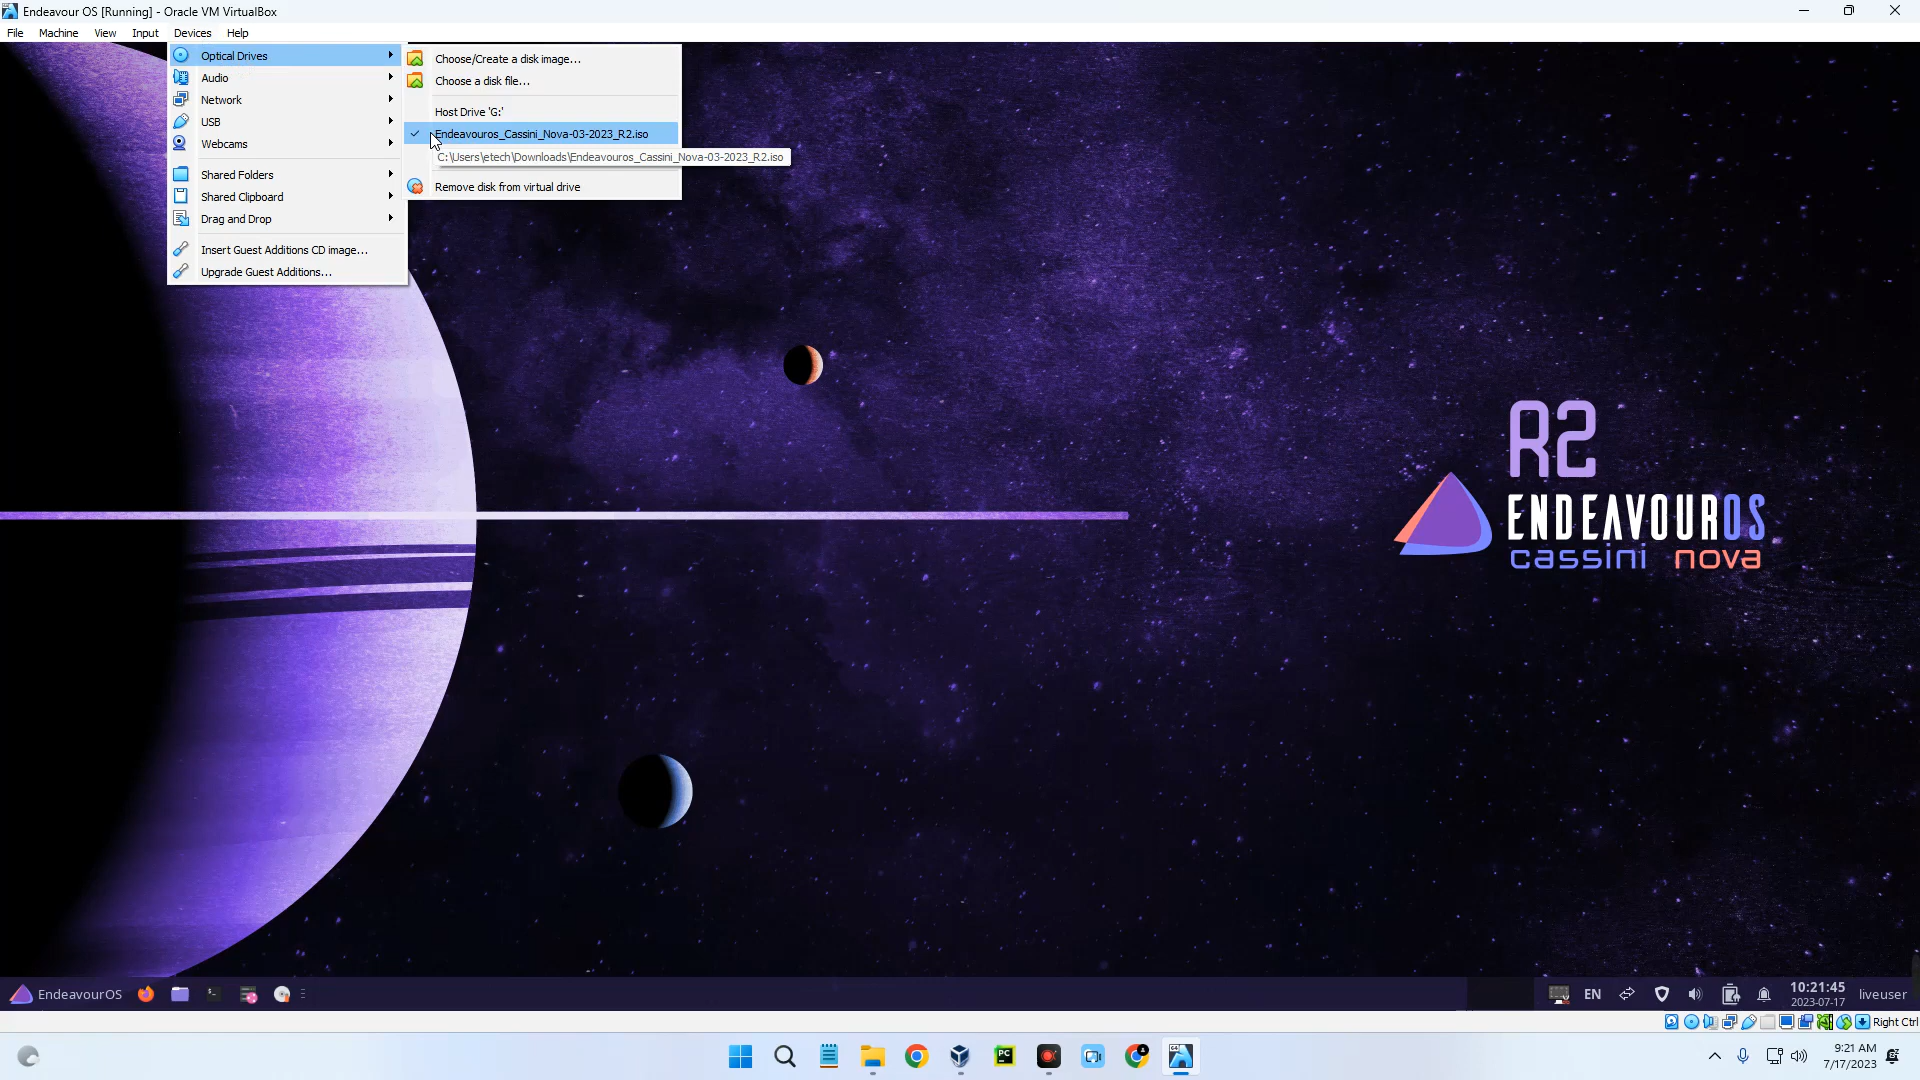 Endeavour OS [Running] - Oracle VM VirtualBox
File Machine View Input Devices Help
Optical Drives
Audio
Network
USB
Webcams
Shared Folders
Shared Clipboard
Drag and Drop
Insert Guest Additions CD image...
Upgrade Guest Additions...
Choose/Create a disk image...
Choose a disk file...
Host Drive 'G:'
Endeavouros_Cassini_Nova-03-2023_R2.iso
C:\Users\etech\Downloads\Endeavouros_Cassini_Nova-03-2023_R2.iso
Remove disk from virtual drive
R2
ENDEAVOUROS
cassini nova
EndeavourOS
EN
10:21:45
2023-07-17
liveuser
Right Ctrl
PC
9:21 AM
7/17/2023